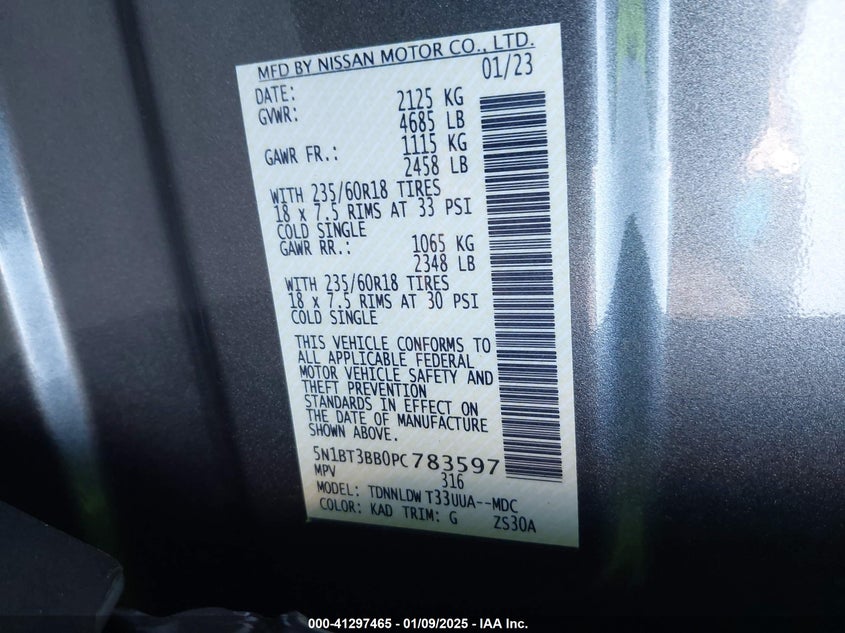 MFD BY NISSAN MOTOR CO., LTD.
DATE: 01/23
GVWR: 2125 KG
4685 LB
GAWR FR.: 1115 KG
2458 LB
WITH 235/60R18 TIRES
18 x 7.5 RIMS AT 33 PSI
COLD SINGLE
GAWR RR.: 1065 KG
2348 LB
WITH 235/60R18 TIRES
18 x 7.5 RIMS AT 30 PSI
COLD SINGLE
THIS VEHICLE CONFORMS TO
ALL APPLICABLE FEDERAL
MOTOR VEHICLE SAFETY AND
THEFT PREVENTION
STANDARDS IN EFFECT ON
THE DATE OF MANUFACTURE
SHOWN ABOVE.
5N1BT3BB0PC783597
MPV 316
MODEL: TDNNLDW T33UUA--MDC
COLOR: KAD TRIM: G ZS30A
000-41297465 - 01/09/2025 - IAA Inc.